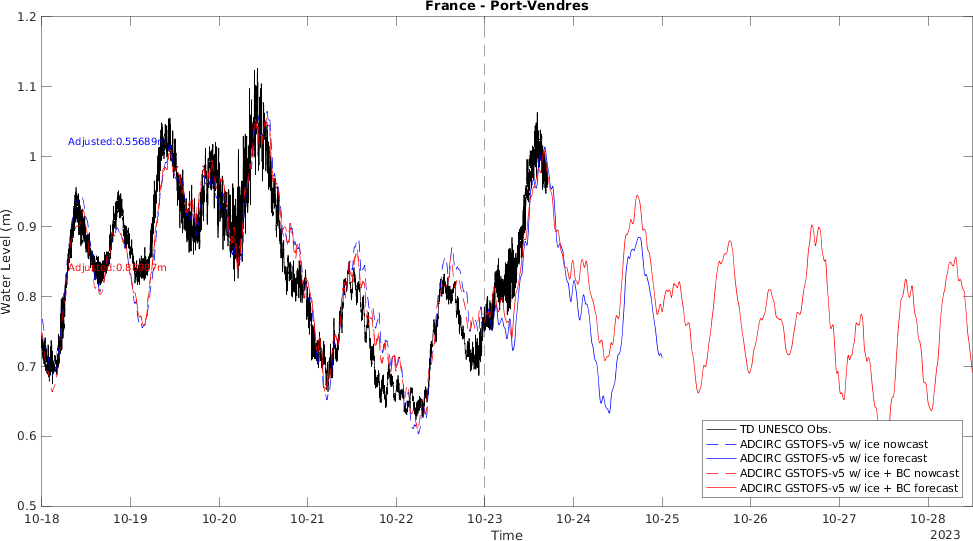 France - Port-Vendres
1.2
1.1
1
0.9
0.8
0.7
0.6
0.5
Water Level (m)
Adjusted:0.55689m
Adjusted:
10-18
10-19
10-20
10-21
10-22
10-23
10-24
10-25
10-26
10-27
10-28
2023
Time
TD UNESCO Obs.
ADCIRC GSTOFS-v5 w/ ice nowcast
ADCIRC GSTOFS-v5 w/ ice forecast
ADCIRC GSTOFS-v5 w/ ice + BC nowcast
ADCIRC GSTOFS-v5 w/ ice + BC forecast